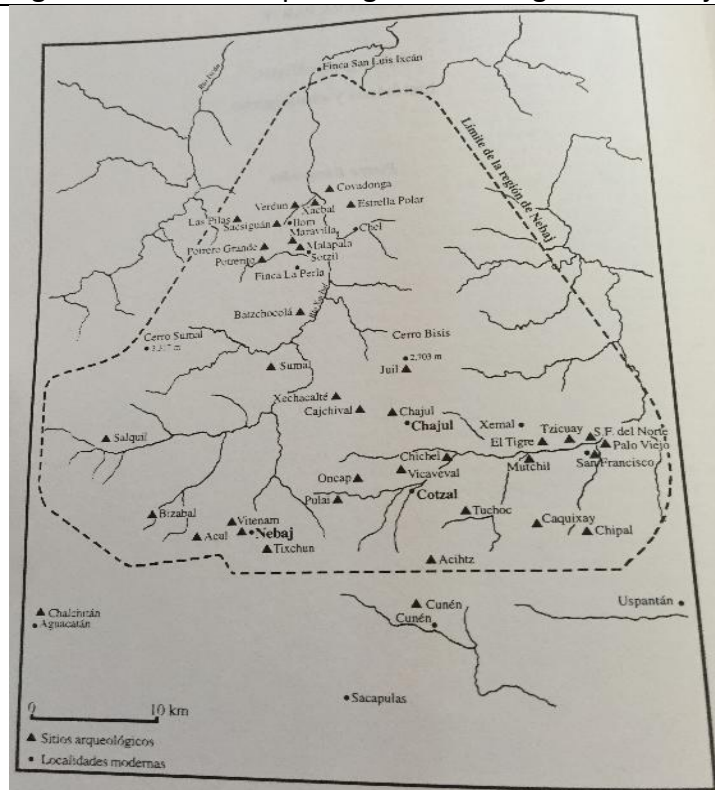 Finca San Luis Ixcán
Límite de la región de Nebaj
Covadonga
Verdun
Xacbal
Estrella Polar
Las Pilas
Sacsiguán
Ilom
Chel
Maravilla
Potrero Grande
Malapala
Potrerito
Sotzil
Finca La Perla
Batzchocolá
Cerro Sumal
Cerro Bisis
2,703 m
Sumal
Juil
Xechacalté
Cajchival
Chajul
Chajul
Xemal
Tzicuay
S.F. del Norte
Salquil
El Tigre
Palo Viejo
Chichel
Mutchil
San Francisco
Oncap
Vicaveval
Pulai
Cotzal
Bizabal
Vitenam
Tuchoc
Caquixay
Acul
Nebaj
Chipal
Tixchun
Acihtz
Chalchitán
Aguacatán
Cunén
Cunén
Uspantán
Sacapulas
0 10 km
Sitios arqueológicos
Localidades modernas